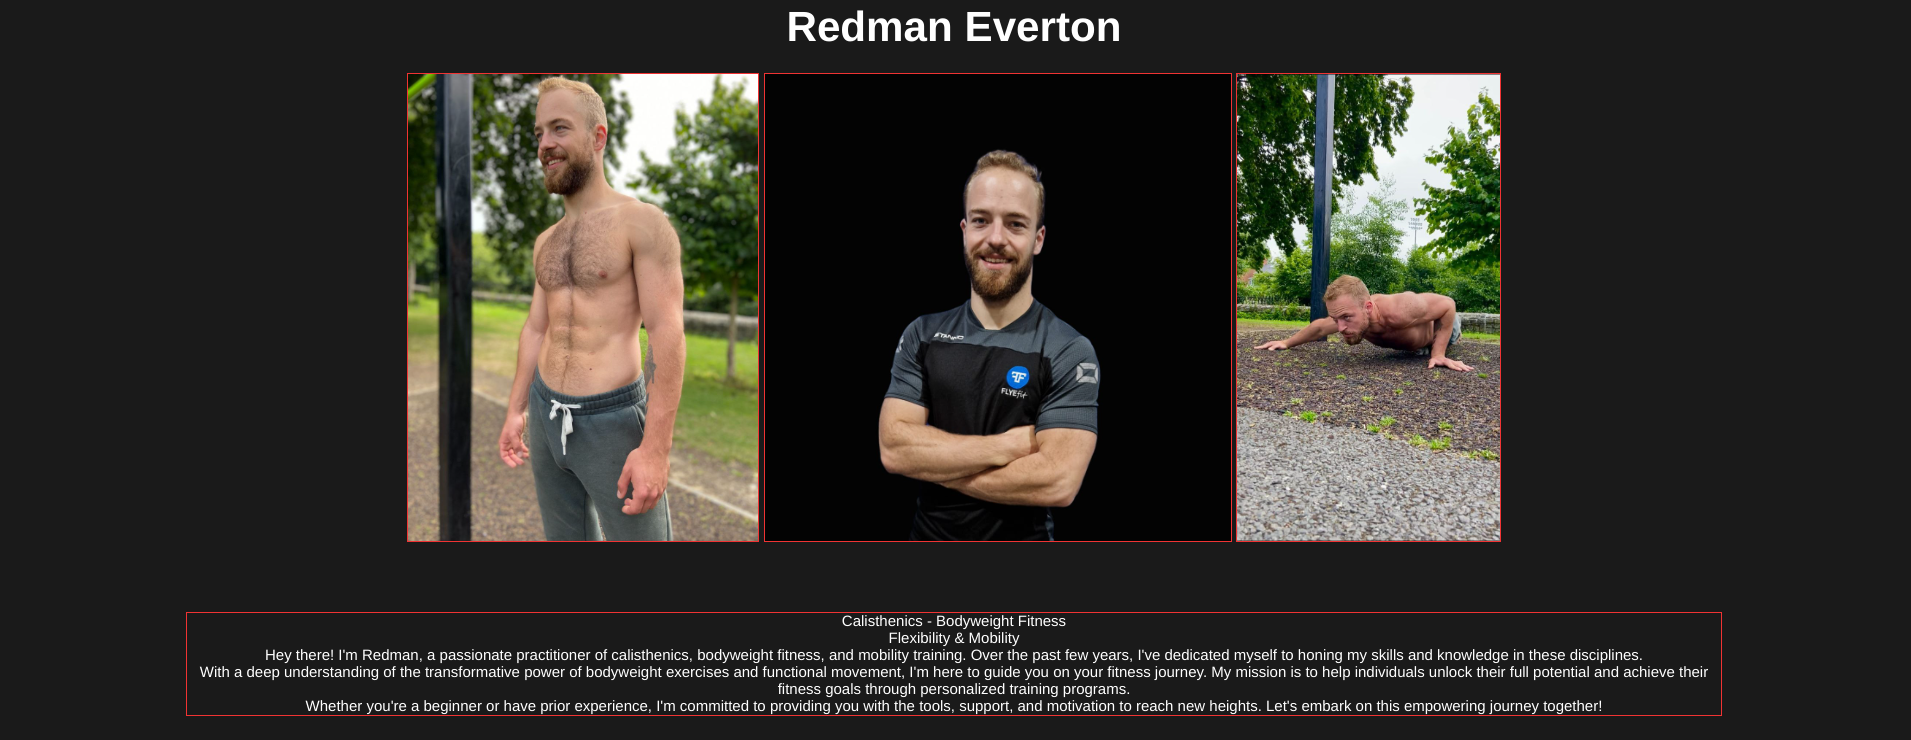 Redman Everton
STANNO
FLYEfit
Calisthenics - Bodyweight Fitness
Flexibility & Mobility
Hey there! I'm Redman, a passionate practitioner of calisthenics, bodyweight fitness, and mobility training. Over the past few years, I've dedicated myself to honing my skills and knowledge in these disciplines.
With a deep understanding of the transformative power of bodyweight exercises and functional movement, I'm here to guide you on your fitness journey. My mission is to help individuals unlock their full potential and achieve their
fitness goals through personalized training programs.
Whether you're a beginner or have prior experience, I'm committed to providing you with the tools, support, and motivation to reach new heights. Let's embark on this empowering journey together!